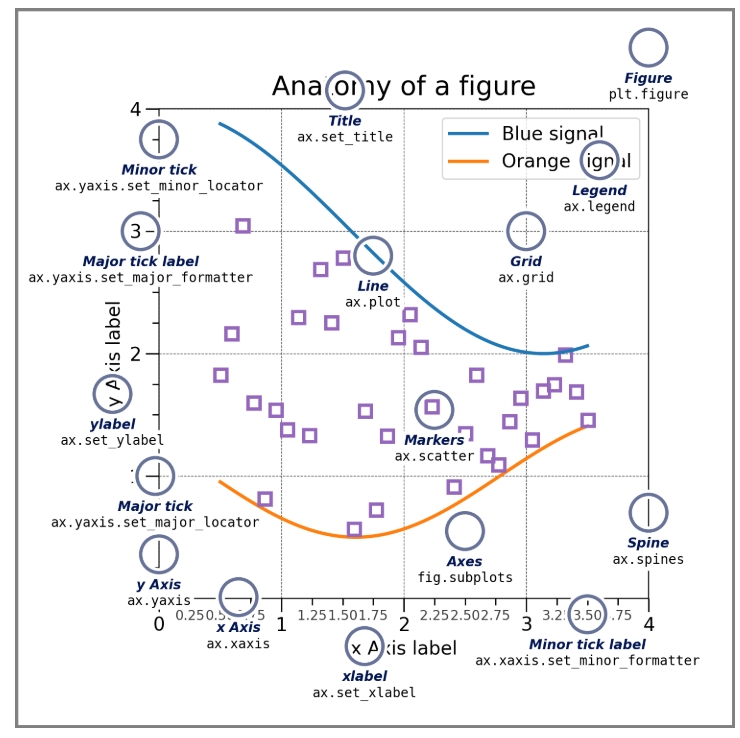 Figure
plt.figure
Anatomy of a figure
Title
ax.set_title
4
Blue signal
Orange signal
Minor tick
ax.yaxis.set_minor_locator
Legend
ax.legend
3
Major tick label
ax.yaxis.set_major_formatter
Grid
ax.grid
Line
ax.plot
y Axis label
2
ylabel
ax.set_ylabel
Markers
ax.scatter
Major tick
ax.yaxis.set_major_locator
Spine
ax.spines
Axes
fig.subplots
y Axis
ax.yaxis
0.25 0.50 0.75 1.25 1.50 1.75 2.25 2.50 2.75 3.25 3.50 3.75
0 1 2 3 4
x Axis
ax.xaxis
Minor tick label
ax.xaxis.set_minor_formatter
x Axis label
xlabel
ax.set_xlabel